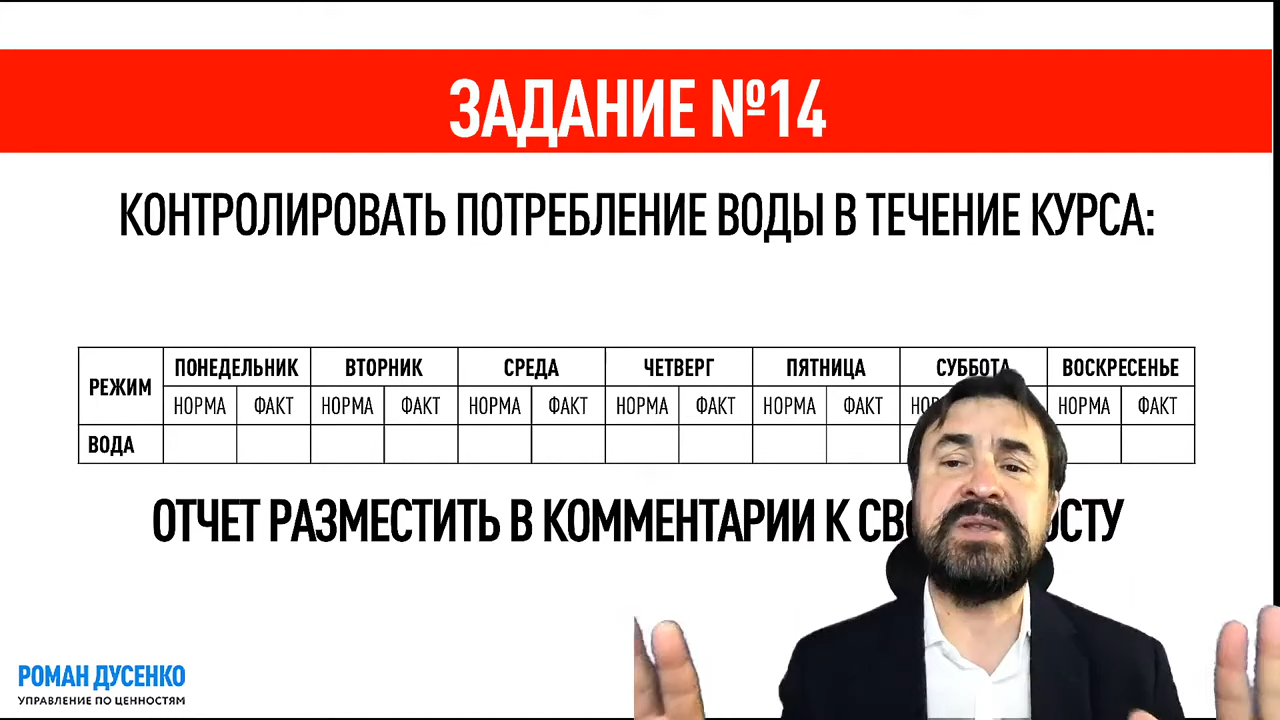 ЗАДАНИЕ №14
КОНТРОЛИРОВАТЬ ПОТРЕБЛЕНИЕ ВОДЫ В ТЕЧЕНИЕ КУРСА:
РЕЖИМ ПОНЕДЕЛЬНИК ВТОРНИК СРЕДА ЧЕТВЕРГ ПЯТНИЦА СУББОТА ВОСКРЕСЕНЬЕ
НОРМА ФАКТ НОРМА ФАКТ НОРМА ФАКТ НОРМА ФАКТ НОРМА ФАКТ НОРМА ФАКТ
ВОДА
ОТЧЕТ РАЗМЕСТИТЬ В КОММЕНТАРИИ К
РОМАН ДУСЕНКО
УПРАВЛЕНИЕ ПО ЦЕННОСТЯМ